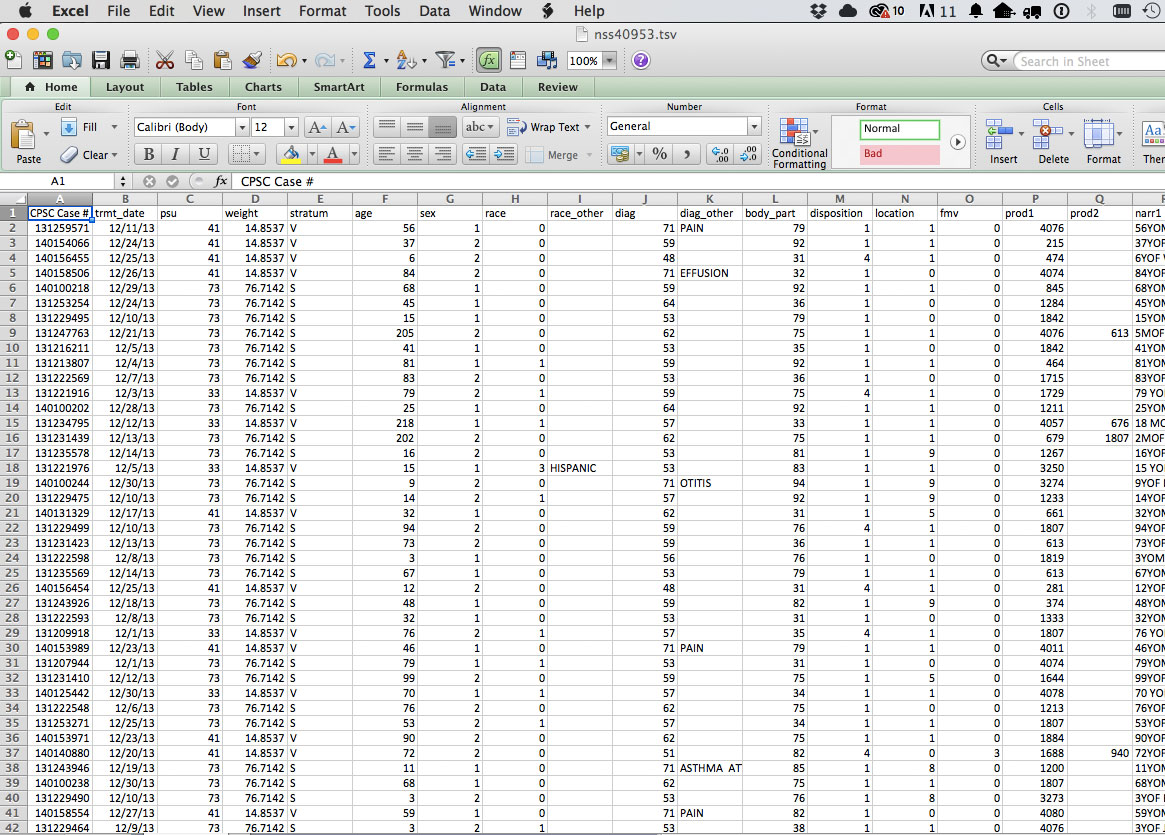 Excel File Edit View Insert Format Tools Data Window Help 10 11
nss40953.tsv
fx 100% Search in Sheet
Home Layout Tables Charts SmartArt Formulas Data Review
Edit Font Alignment Number Format Cells
Fill Calibri (Body) 12 A A abc Wrap Text General Normal Aa
Paste Clear B I U A Merge % , .0 .00 Conditional Formatting Bad Insert Delete Format Ther
A1 fx CPSC Case #
A B C D E F G H I J K L M N O P Q
1 CPSC Case # trmt_date psu weight stratum age sex race race_other diag diag_other body_part disposition location fmv prod1 prod2 narr1
2 131259571 12/11/13 41 14.8537 V 56 1 0 71 PAIN 79 1 1 0 4076 56YOM
3 140154066 12/24/13 41 14.8537 V 37 2 0 59 92 1 1 0 215 37YOF
4 140156455 12/25/13 41 14.8537 V 6 2 0 48 31 4 1 0 474 6YOF
5 140158506 12/26/13 41 14.8537 V 84 2 0 71 EFFUSION 32 1 0 0 4074 84YOF
6 140100218 12/29/13 73 76.7142 S 68 1 0 59 92 1 1 0 845 68YOM
7 131253254 12/24/13 73 76.7142 S 45 1 0 64 36 1 0 0 1284 45YOM
8 131229495 12/10/13 73 76.7142 S 15 1 0 53 79 1 0 0 1842 15YOM
9 131247763 12/21/13 73 76.7142 S 205 2 0 62 75 1 1 0 4076 613 5MOF
10 131216211 12/5/13 73 76.7142 S 41 1 0 53 35 1 0 0 1842 41YOM
11 131213807 12/4/13 73 76.7142 S 81 1 1 59 92 1 1 0 464 81YOM
12 131222569 12/7/13 73 76.7142 S 83 2 0 53 36 1 0 0 1715 83YOF
13 131221916 12/3/13 33 14.8537 V 79 2 1 59 75 4 1 0 1729 79 YO
14 140100202 12/28/13 73 76.7142 S 25 1 0 64 92 1 1 0 1211 25YOM
15 131234795 12/12/13 33 14.8537 V 218 1 1 57 33 1 1 0 4057 676 18 MO
16 131231439 12/13/13 73 76.7142 S 202 2 0 62 75 1 1 0 679 1807 2MOF
17 131235578 12/14/13 73 76.7142 S 16 2 0 53 81 1 9 0 1267 16YOF
18 131221976 12/5/13 33 14.8537 V 15 1 3 HISPANIC 53 83 1 1 0 3250 15 YO
19 140100244 12/30/13 73 76.7142 S 9 2 0 71 OTITIS 94 1 9 0 3274 9YOF
20 131229475 12/10/13 73 76.7142 S 14 2 1 57 92 1 9 0 1233 14YOF
21 140131329 12/17/13 41 14.8537 V 32 1 0 62 31 1 5 0 661 32YOM
22 131229499 12/10/13 73 76.7142 S 94 2 0 59 76 4 1 0 1807 94YOF
23 131231423 12/13/13 73 76.7142 S 73 2 0 59 36 1 1 0 613 73YOF
24 131222598 12/8/13 73 76.7142 S 3 1 0 56 76 1 0 0 1819 3YOM
25 131235569 12/14/13 73 76.7142 S 67 1 0 53 79 1 1 0 613 67YOM
26 140156454 12/25/13 41 14.8537 V 12 2 0 48 31 4 1 0 281 12YOF
27 131243926 12/18/13 73 76.7142 S 48 1 0 59 82 1 9 0 374 48YOM
28 131222593 12/8/13 73 76.7142 S 32 1 0 53 31 1 0 0 1333 32YOM
29 131209918 12/1/13 33 14.8537 V 76 2 1 57 35 4 1 0 1807 76 YO
30 140153989 12/23/13 41 14.8537 V 46 1 0 71 PAIN 79 1 1 0 4011 46YOM
31 131207944 12/1/13 73 76.7142 S 79 1 1 53 31 1 0 0 4074 79YOM
32 131231410 12/12/13 73 76.7142 S 99 2 0 59 75 1 5 0 1644 99YOF
33 140125442 12/30/13 33 14.8537 V 70 1 1 57 34 1 1 0 4078 70 YO
34 131222548 12/6/13 73 76.7142 S 76 2 0 62 75 1 0 0 1213 76YOF
35 131253271 12/25/13 73 76.7142 S 53 2 1 57 34 1 1 0 1807 53YOF
36 140153971 12/23/13 41 14.8537 V 90 2 0 62 75 1 1 0 1884 90YOF
37 140140880 12/20/13 41 14.8537 V 72 2 0 51 82 4 0 3 1688 940 72YOF
38 131243946 12/19/13 73 76.7142 S 11 1 0 71 ASTHMA AT 85 1 8 0 1200 11YOM
39 140100238 12/30/13 73 76.7142 S 68 1 0 62 75 1 1 0 1807 68YOM
40 131229490 12/10/13 73 76.7142 S 3 2 0 53 76 1 8 0 3273 3YOF
41 140158554 12/27/13 41 14.8537 V 59 1 0 71 PAIN 82 1 0 0 4080 59YOM
42 131229464 12/9/13 73 76.7142 S 3 2 1 53 38 1 1 0 4076 3YOF